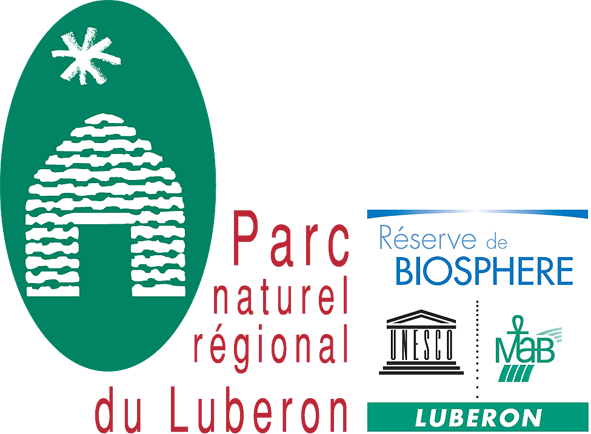 Parc
naturel
régional
du Luberon
Réserve de
BIOSPHERE
UNESCO
MaB
LUBERON